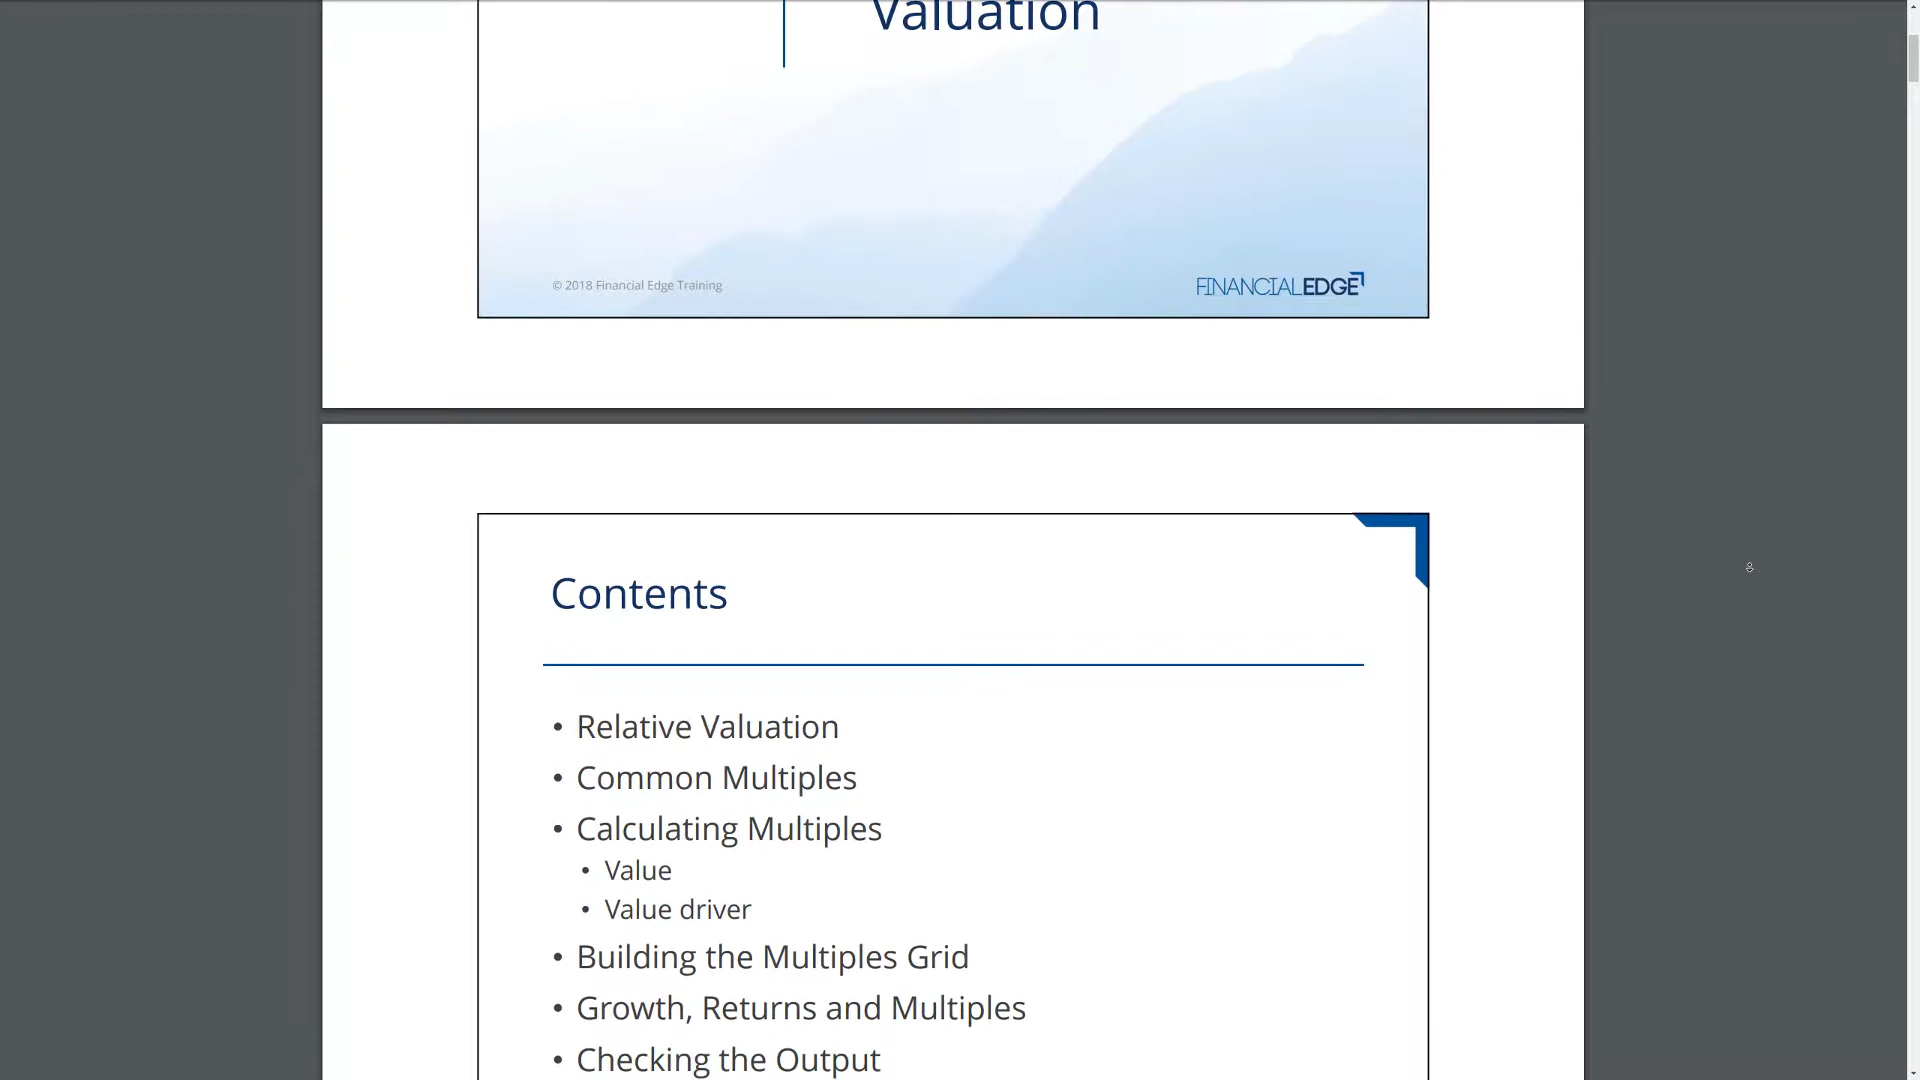 Valuation
© 2018 Financial Edge Training
FINANCIALEDGE
Contents
• Relative Valuation
• Common Multiples
• Calculating Multiples
• Value
• Value driver
• Building the Multiples Grid
• Growth, Returns and Multiples
• Checking the Output